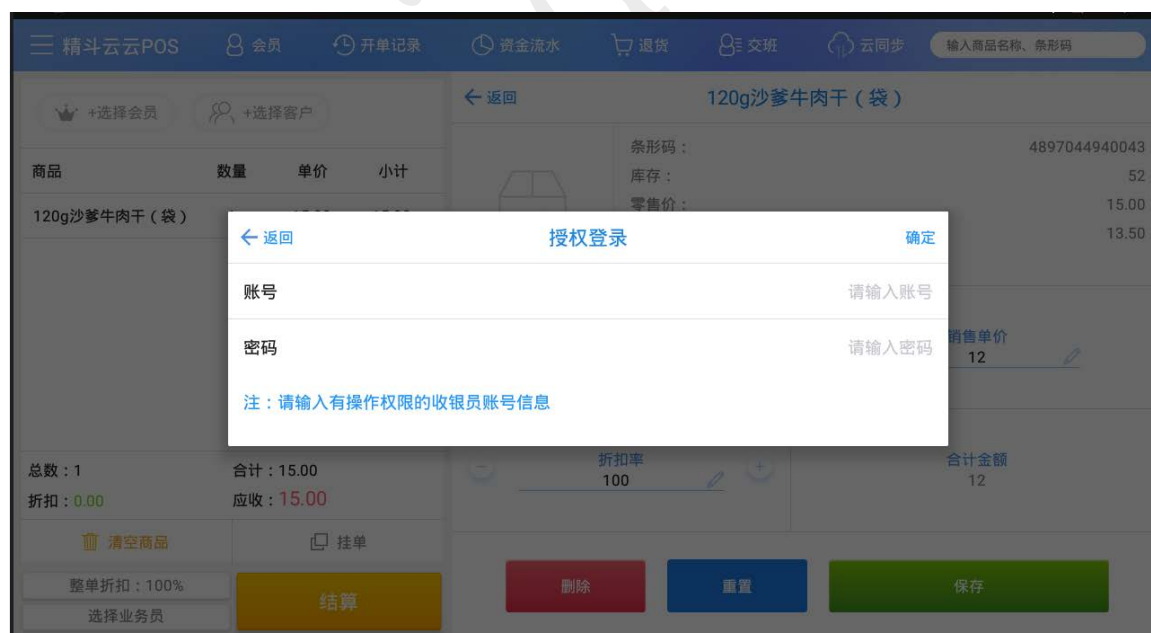 精斗云云POS
会员
开单记录
资金流水
退货
交班
云同步
输入商品名称、条形码
+选择会员
+选择客户
返回
120g沙爹牛肉干（袋）
商品 数量 单价 小计
120g沙爹牛肉干（袋）
条形码： 4897044940043
库存： 52
零售价： 15.00
13.50
返回
授权登录
确定
账号 请输入账号
密码 请输入密码
注：请输入有操作权限的收银员账号信息
销售单价
12
折扣率
100
合计金额
12
总数：1 合计：15.00
折扣：0.00 应收：15.00
清空商品
挂单
整单折扣：100%
选择业务员
结算
删除
重置
保存